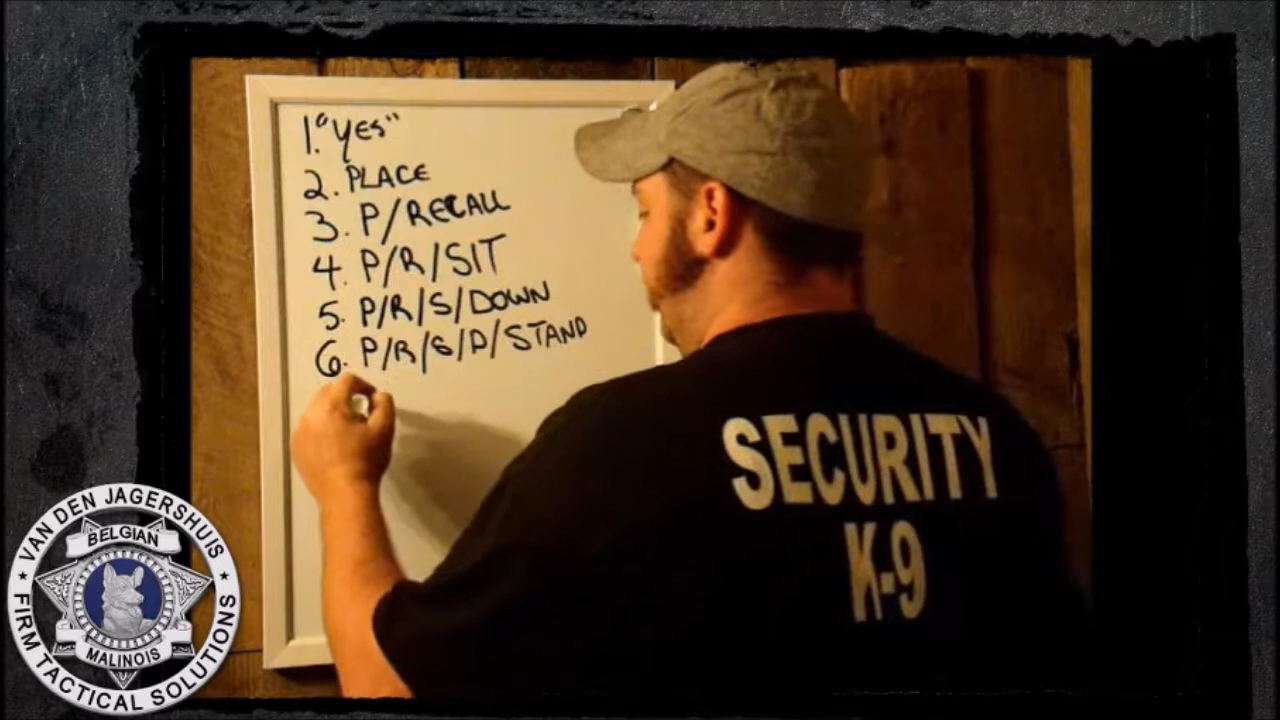 1. "YES"
2. PLACE
3. P/RECALL
4. P/R/SIT
5. P/R/S/DOWN
6. P/R/S/D/STAND
SECURITY
K-9
VAN DEN JAGERSHUIS
BELGIAN
MALINOIS
FIRM TACTICAL SOLUTIONS